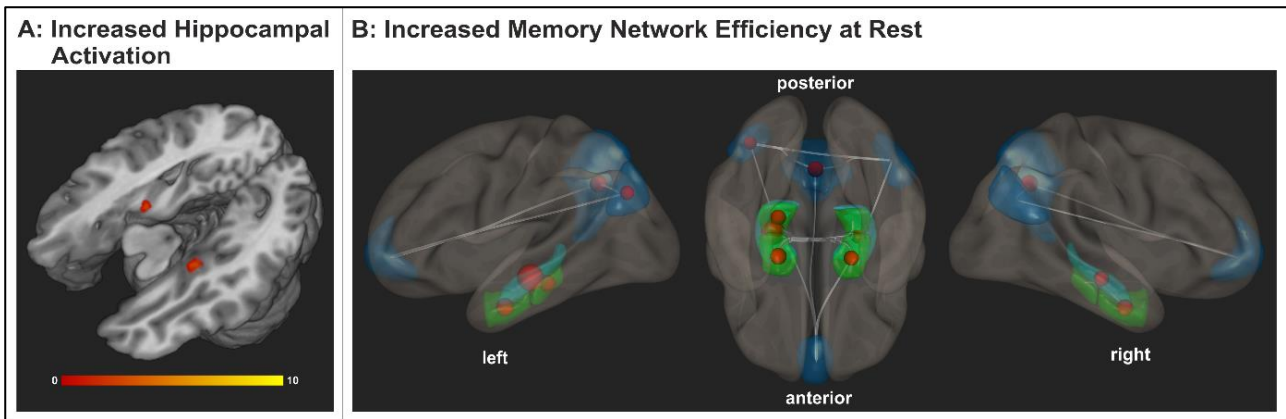 A: Increased Hippocampal
Activation
0
10
B: Increased Memory Network Efficiency at Rest
posterior
left
right
anterior